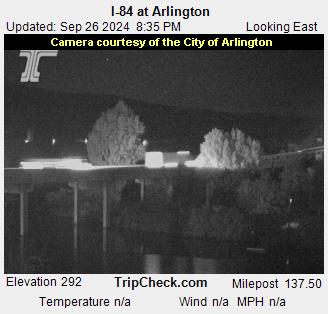 I-84 at Arlington
Updated: Sep 26 2024 8:35 PM Looking East
Camera courtesy of the City of Arlington
Elevation 292 TripCheck.com Milepost 137.50
Temperature n/a Wind n/a MPH n/a